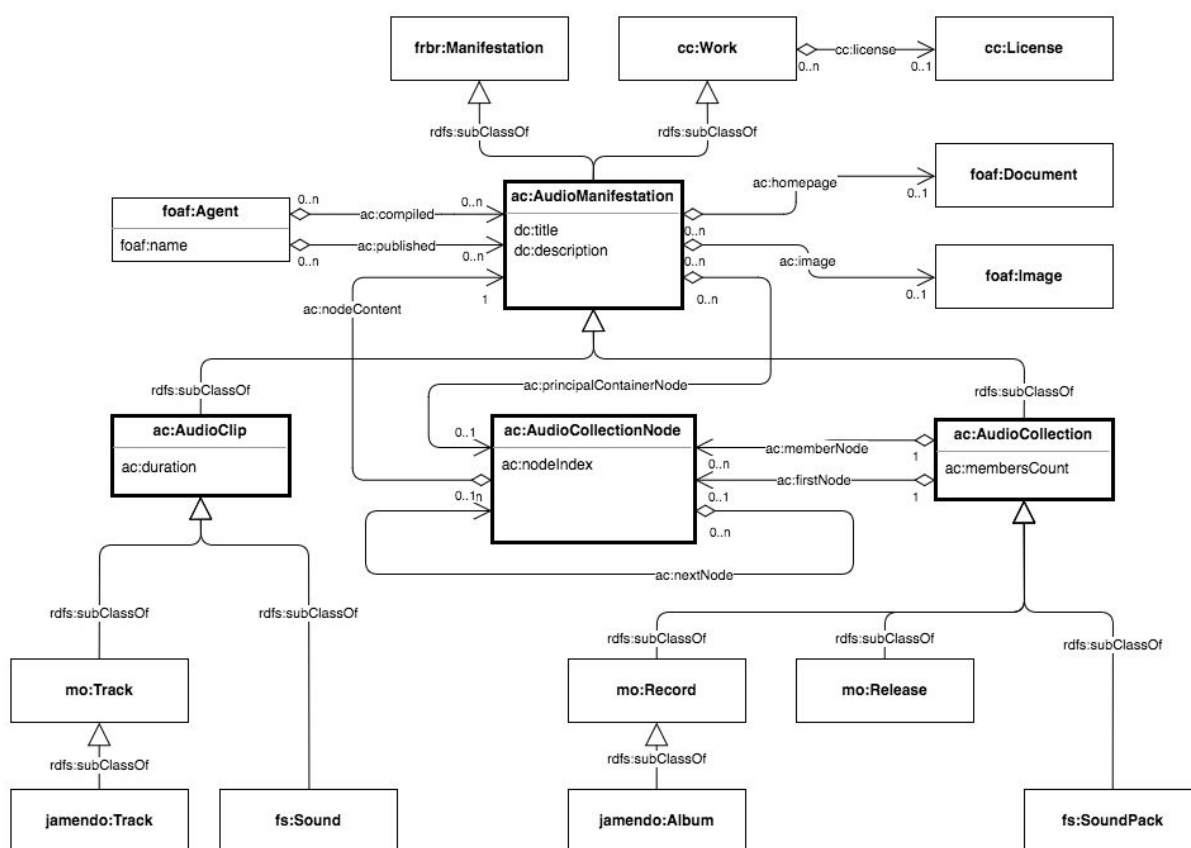 frbr:Manifestation
cc:Work
cc:license
0..n
0..1
cc:License
rdfs:subClassOf
rdfs:subClassOf
foaf:Document
ac:homepage
0..1
0..n
foaf:Agent
foaf:name
0..n
ac:compiled
0..n
ac:published
0..n
0..n
ac:AudioManifestation
dc:title
dc:description
0..n
0..n
ac:image
0..1
foaf:Image
0..n
1
ac:nodeContent
ac:principalContainerNode
rdfs:subClassOf
rdfs:subClassOf
ac:AudioClip
ac:duration
0..1
ac:AudioCollectionNode
ac:nodeIndex
ac:memberNode
0..n
1
ac:firstNode
0..1
1
ac:AudioCollection
ac:membersCount
0..1n
0..n
ac:nextNode
rdfs:subClassOf
rdfs:subClassOf
rdfs:subClassOf
rdfs:subClassOf
rdfs:subClassOf
mo:Track
mo:Record
mo:Release
rdfs:subClassOf
rdfs:subClassOf
jamendo:Track
fs:Sound
jamendo:Album
fs:SoundPack